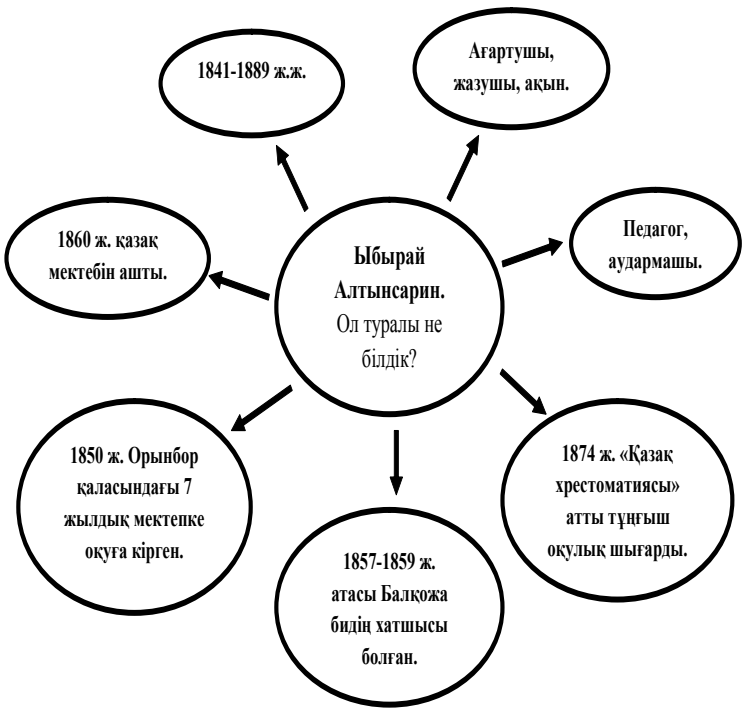 1841-1889 ж.ж.
Ағартушы,
жазушы, ақын.
1860 ж. қазақ
мектебін ашты.
Ыбырай
Алтынсарин.
Ол туралы не
білдік?
Педагог,
аудармашы.
1850 ж. Орынбор
қаласындағы 7
жылдық мектепке
оқуға кірген.
1857-1859 ж.
атасы Балқожа
бидің хатшысы
болған.
1874 ж. «Қазақ
хрестоматиясы»
атты тұңғыш
оқулық шығарды.